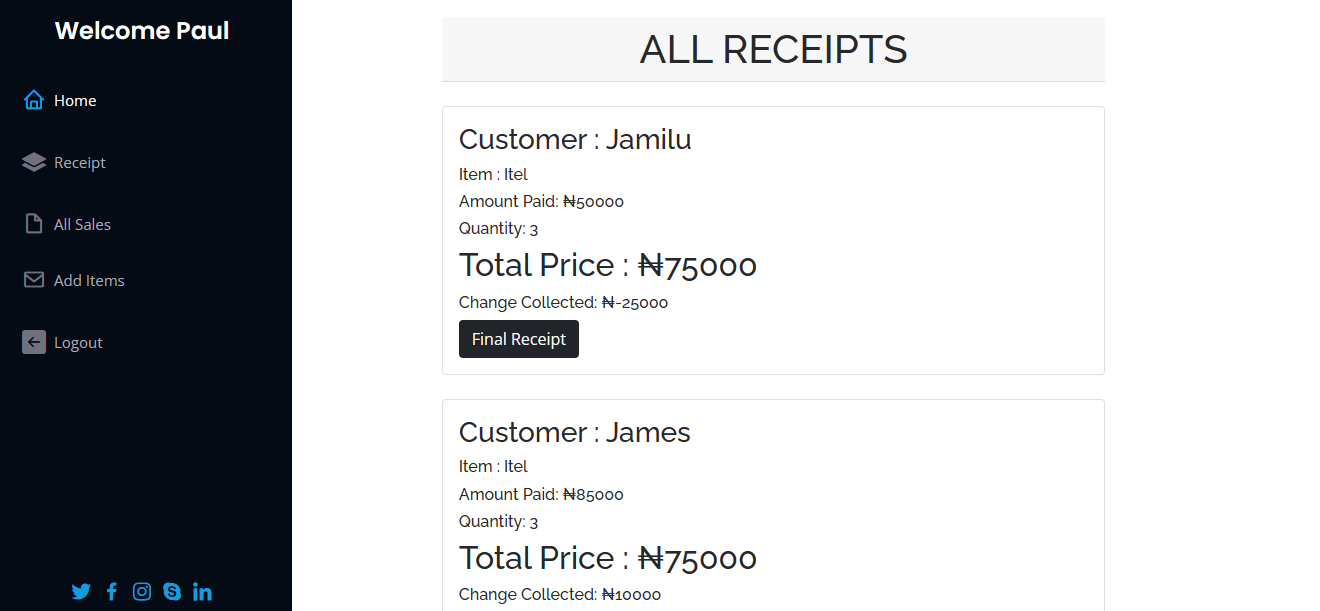 Welcome Paul
Home
Receipt
All Sales
Add Items
Logout
ALL RECEIPTS
Customer : Jamilu
Item : Itel
Amount Paid: ₦50000
Quantity: 3
Total Price : ₦75000
Change Collected: ₦-25000
Final Receipt
Customer : James
Item : Itel
Amount Paid: ₦85000
Quantity: 3
Total Price : ₦75000
Change Collected: ₦10000